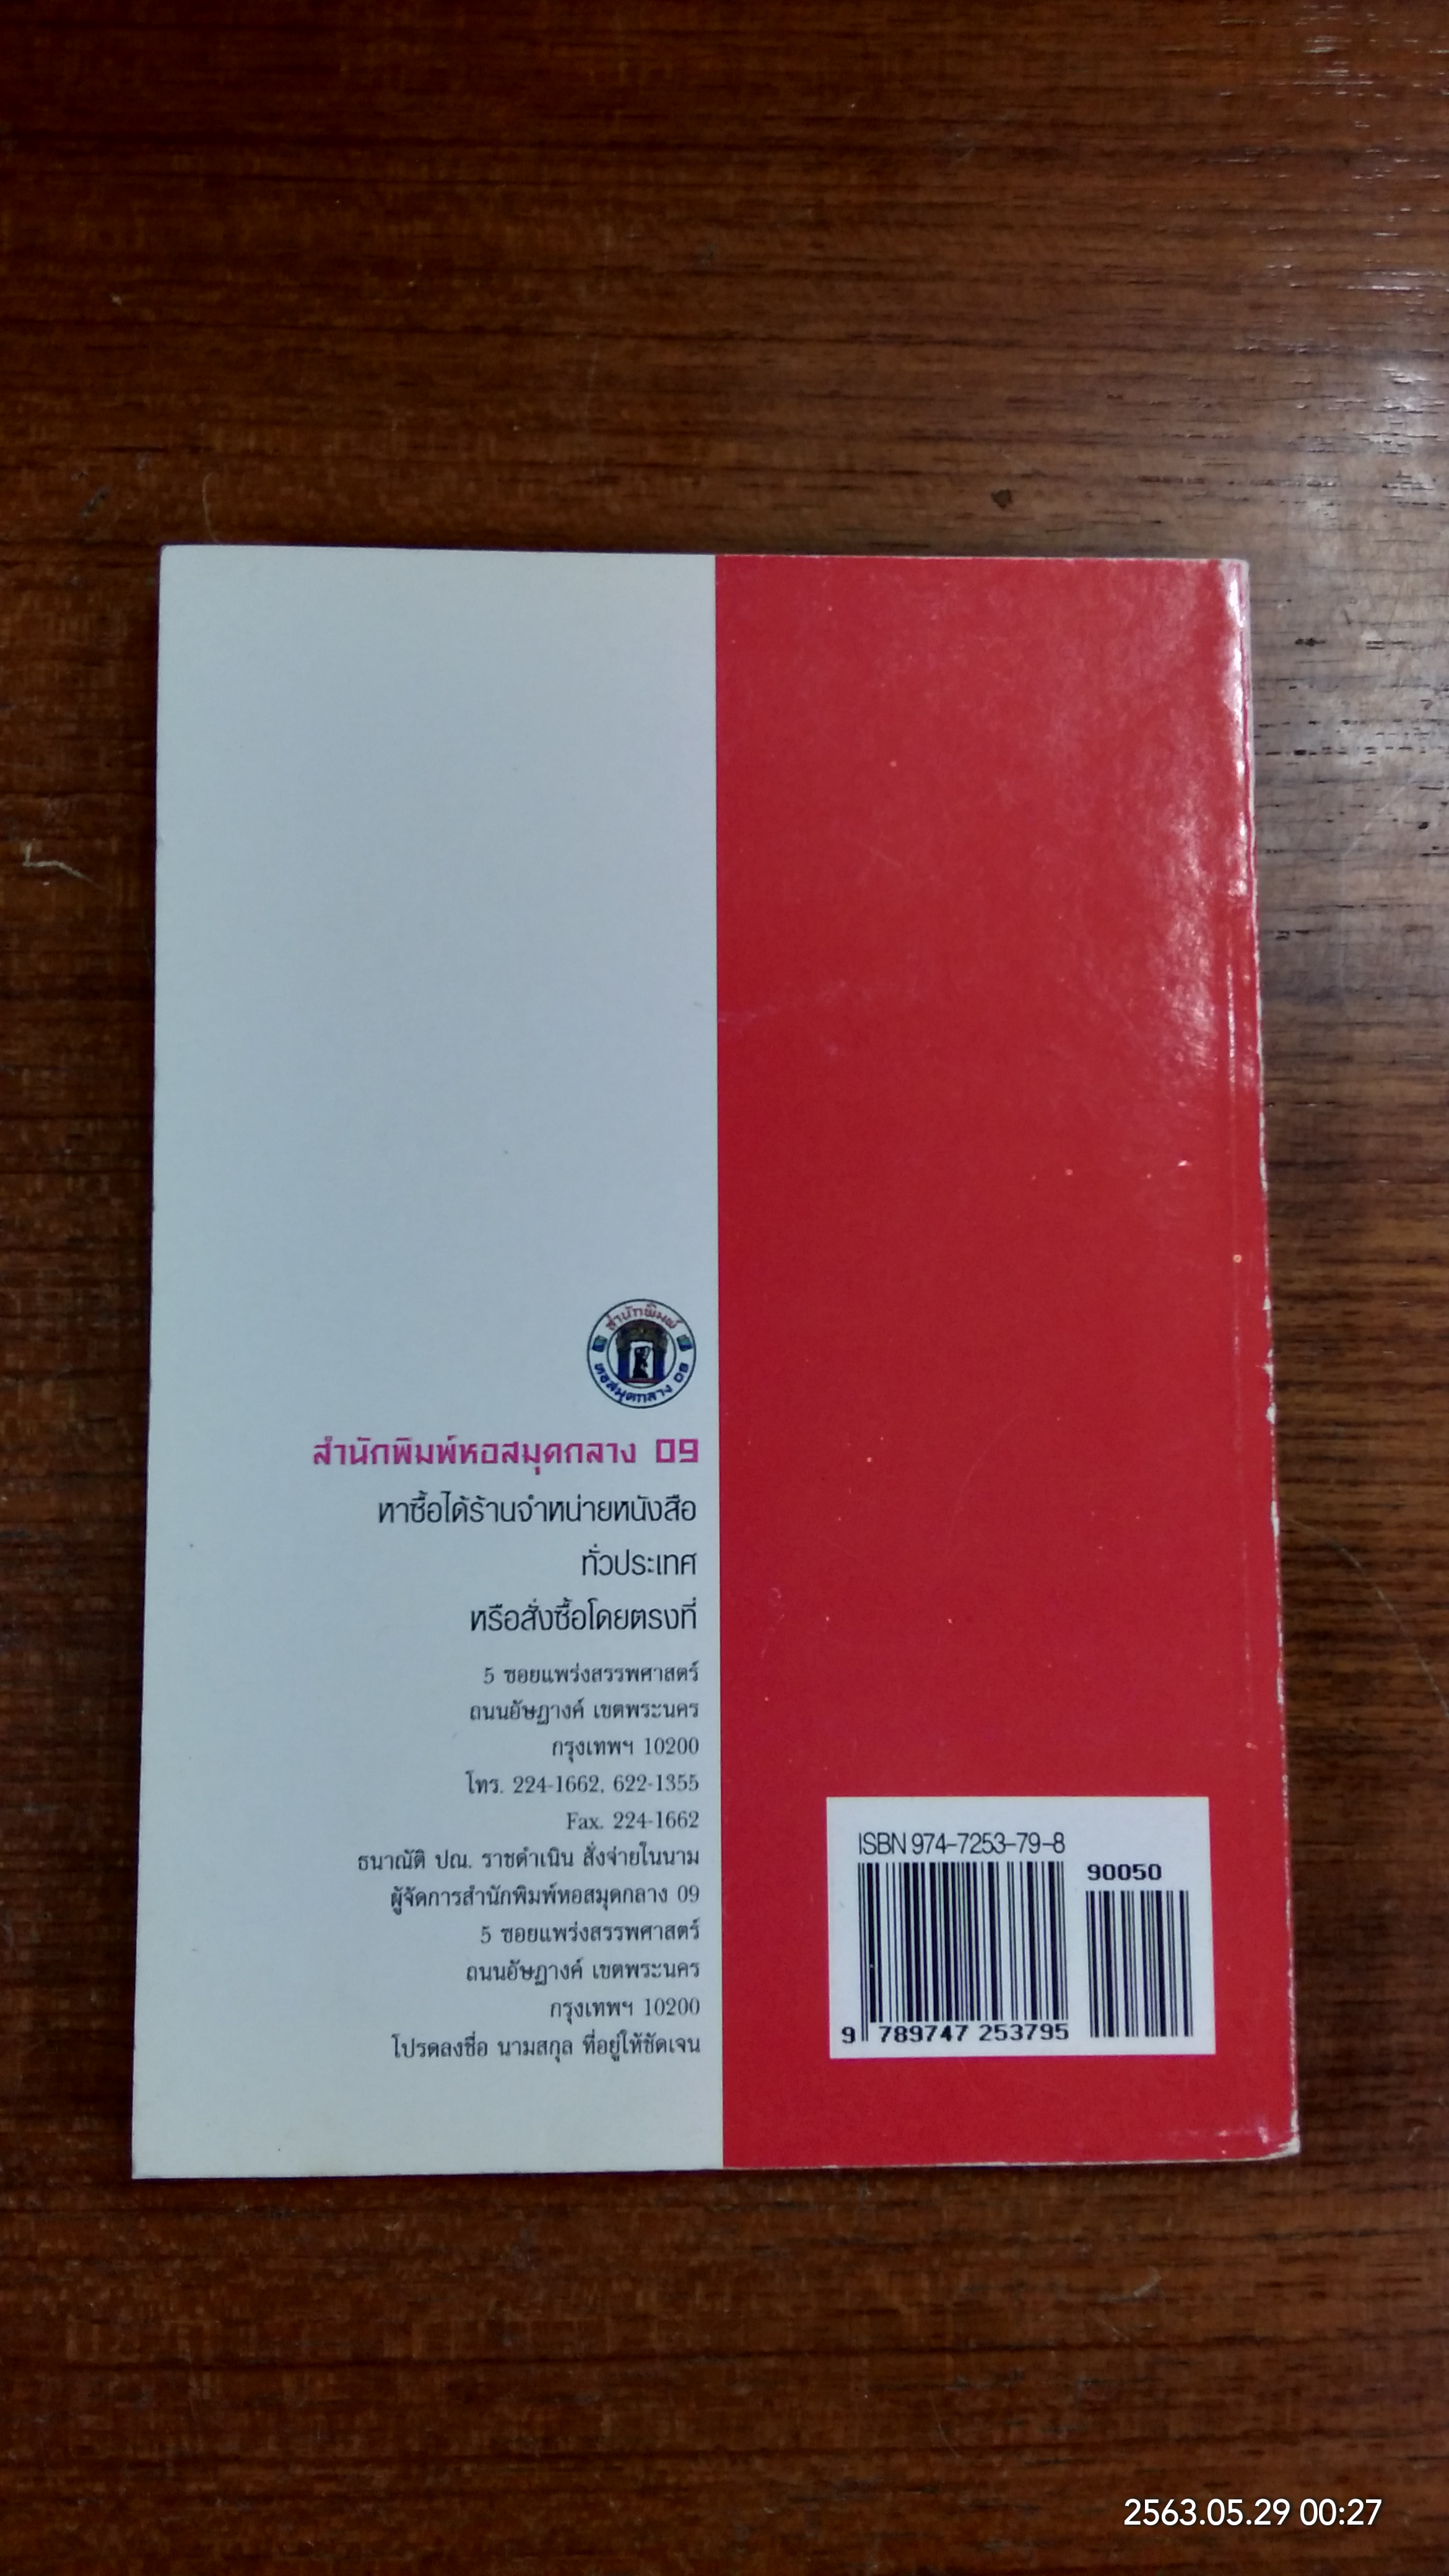 สำนักพิมพ์
หอสมุดกลาง 09
สำนักพิมพ์หอสมุดกลาง 09
หาซื้อได้ร้านจำหน่ายหนังสือ
ทั่วประเทศ
หรือสั่งซื้อโดยตรงที่
5 ซอยแพร่งสรรพศาสตร์
ถนนอัษฎางค์ เขตพระนคร
กรุงเทพฯ 10200
โทร. 224-1662, 622-1355
Fax. 224-1662
ธนาณัติ ปณ. ราชดำเนิน สั่งจ่ายในนาม
ผู้จัดการสำนักพิมพ์หอสมุดกลาง 09
5 ซอยแพร่งสรรพศาสตร์
ถนนอัษฎางค์ เขตพระนคร
กรุงเทพฯ 10200
โปรดลงชื่อ นามสกุล ที่อยู่ให้ชัดเจน
ISBN 974-7253-79-8
90050
9 789747 253795
2563.05.29 00:27